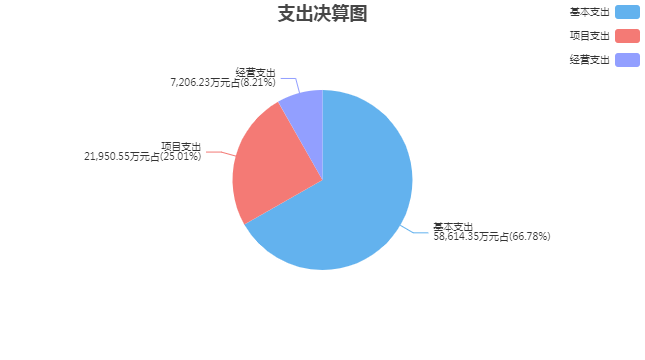 支出决算图
基本支出
项目支出
经营支出
经营支出
7,206.23万元占(8.21%)
项目支出
21,950.55万元占(25.01%)
基本支出
58,614.35万元占(66.78%)